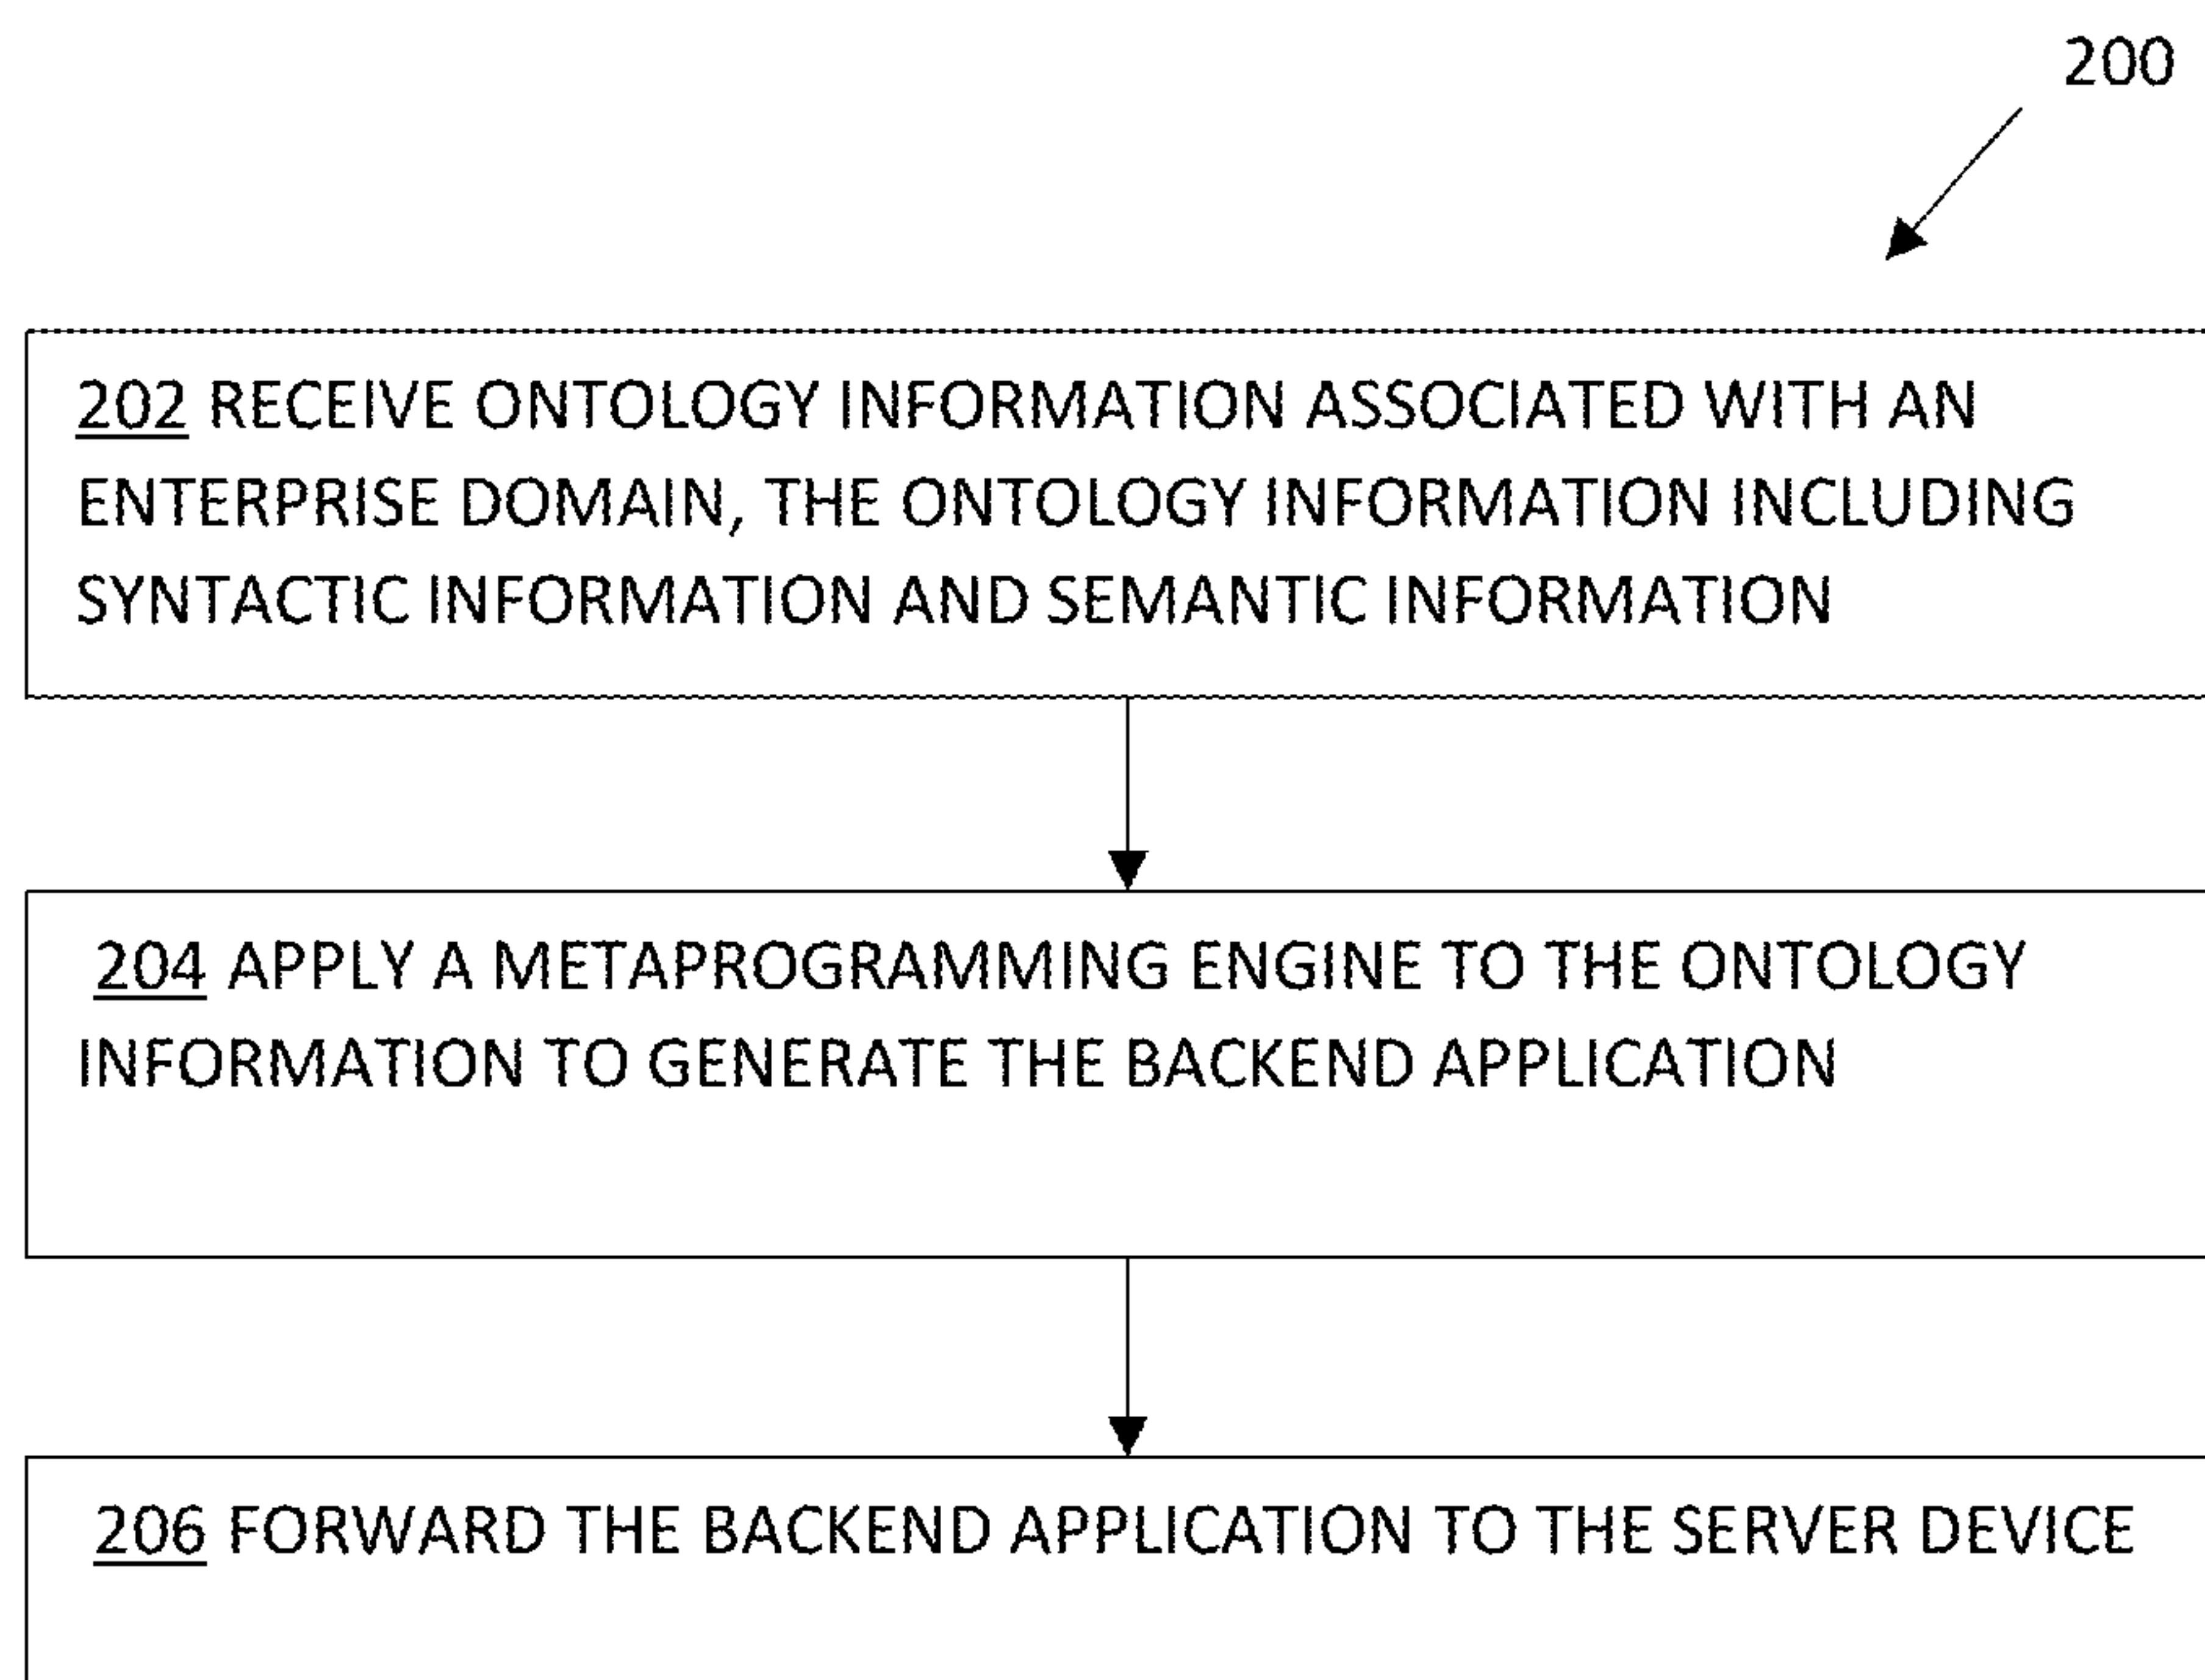 200
202 RECEIVE ONTOLOGY INFORMATION ASSOCIATED WITH AN
ENTERPRISE DOMAIN, THE ONTOLOGY INFORMATION INCLUDING
SYNTACTIC INFORMATION AND SEMANTIC INFORMATION
204 APPLY A METAPROGRAMMING ENGINE TO THE ONTOLOGY
INFORMATION TO GENERATE THE BACKEND APPLICATION
206 FORWARD THE BACKEND APPLICATION TO THE SERVER DEVICE